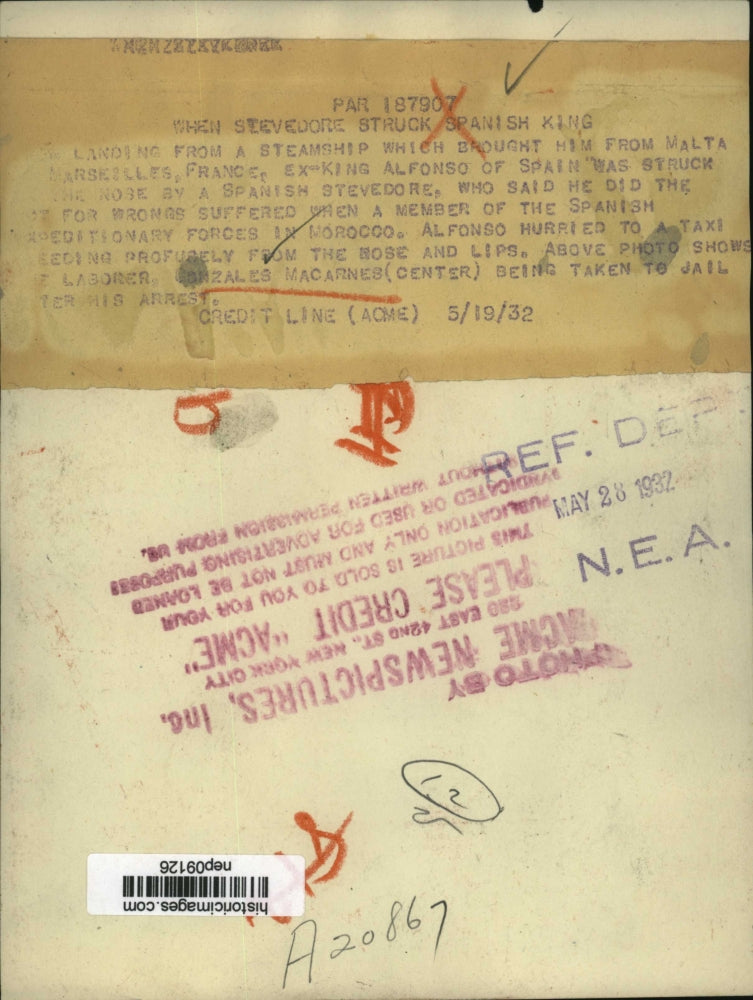 PAR 187907
WHEN STEVEDORE STRUCK SPANISH KING
LANDING FROM A STEAMSHIP WHICH BROUGHT HIM FROM MALTA
MARSEILLES, FRANCE, EX-KING ALFONSO OF SPAIN WAS STRUCK
THE NOSE BY A SPANISH STEVEDORE, WHO SAID HE DID THE
FOR WRONGS SUFFERED WHEN A MEMBER OF THE SPANISH
XPEDITIONARY FORCES IN MOROCCO. ALFONSO HURRIED TO A TAXI
EEDING PROFUSELY FROM THE NOSE AND LIPS. ABOVE PHOTO SHOWS
E LABORER, GONZALES MACARNES(CENTER) BEING TAKEN TO JAIL
TER HIS ARREST.
CREDIT LINE (ACME) 5/19/32
REF. DEPT
MAY 28 1932
N.E.A.
PHOTO BY
ACME NEWSPICTURES, Inc.
220 EAST 42ND ST., NEW YORK CITY
PLEASE CREDIT "ACME"
THIS PICTURE IS SOLD TO YOU FOR YOUR
PUBLICATION ONLY AND MUST NOT BE LOANED
SYNDICATED OR USED FOR ADVERTISING PURPOSES
WITHOUT WRITTEN PERMISSION FROM US.
historicimages.com
nep09126
A20867